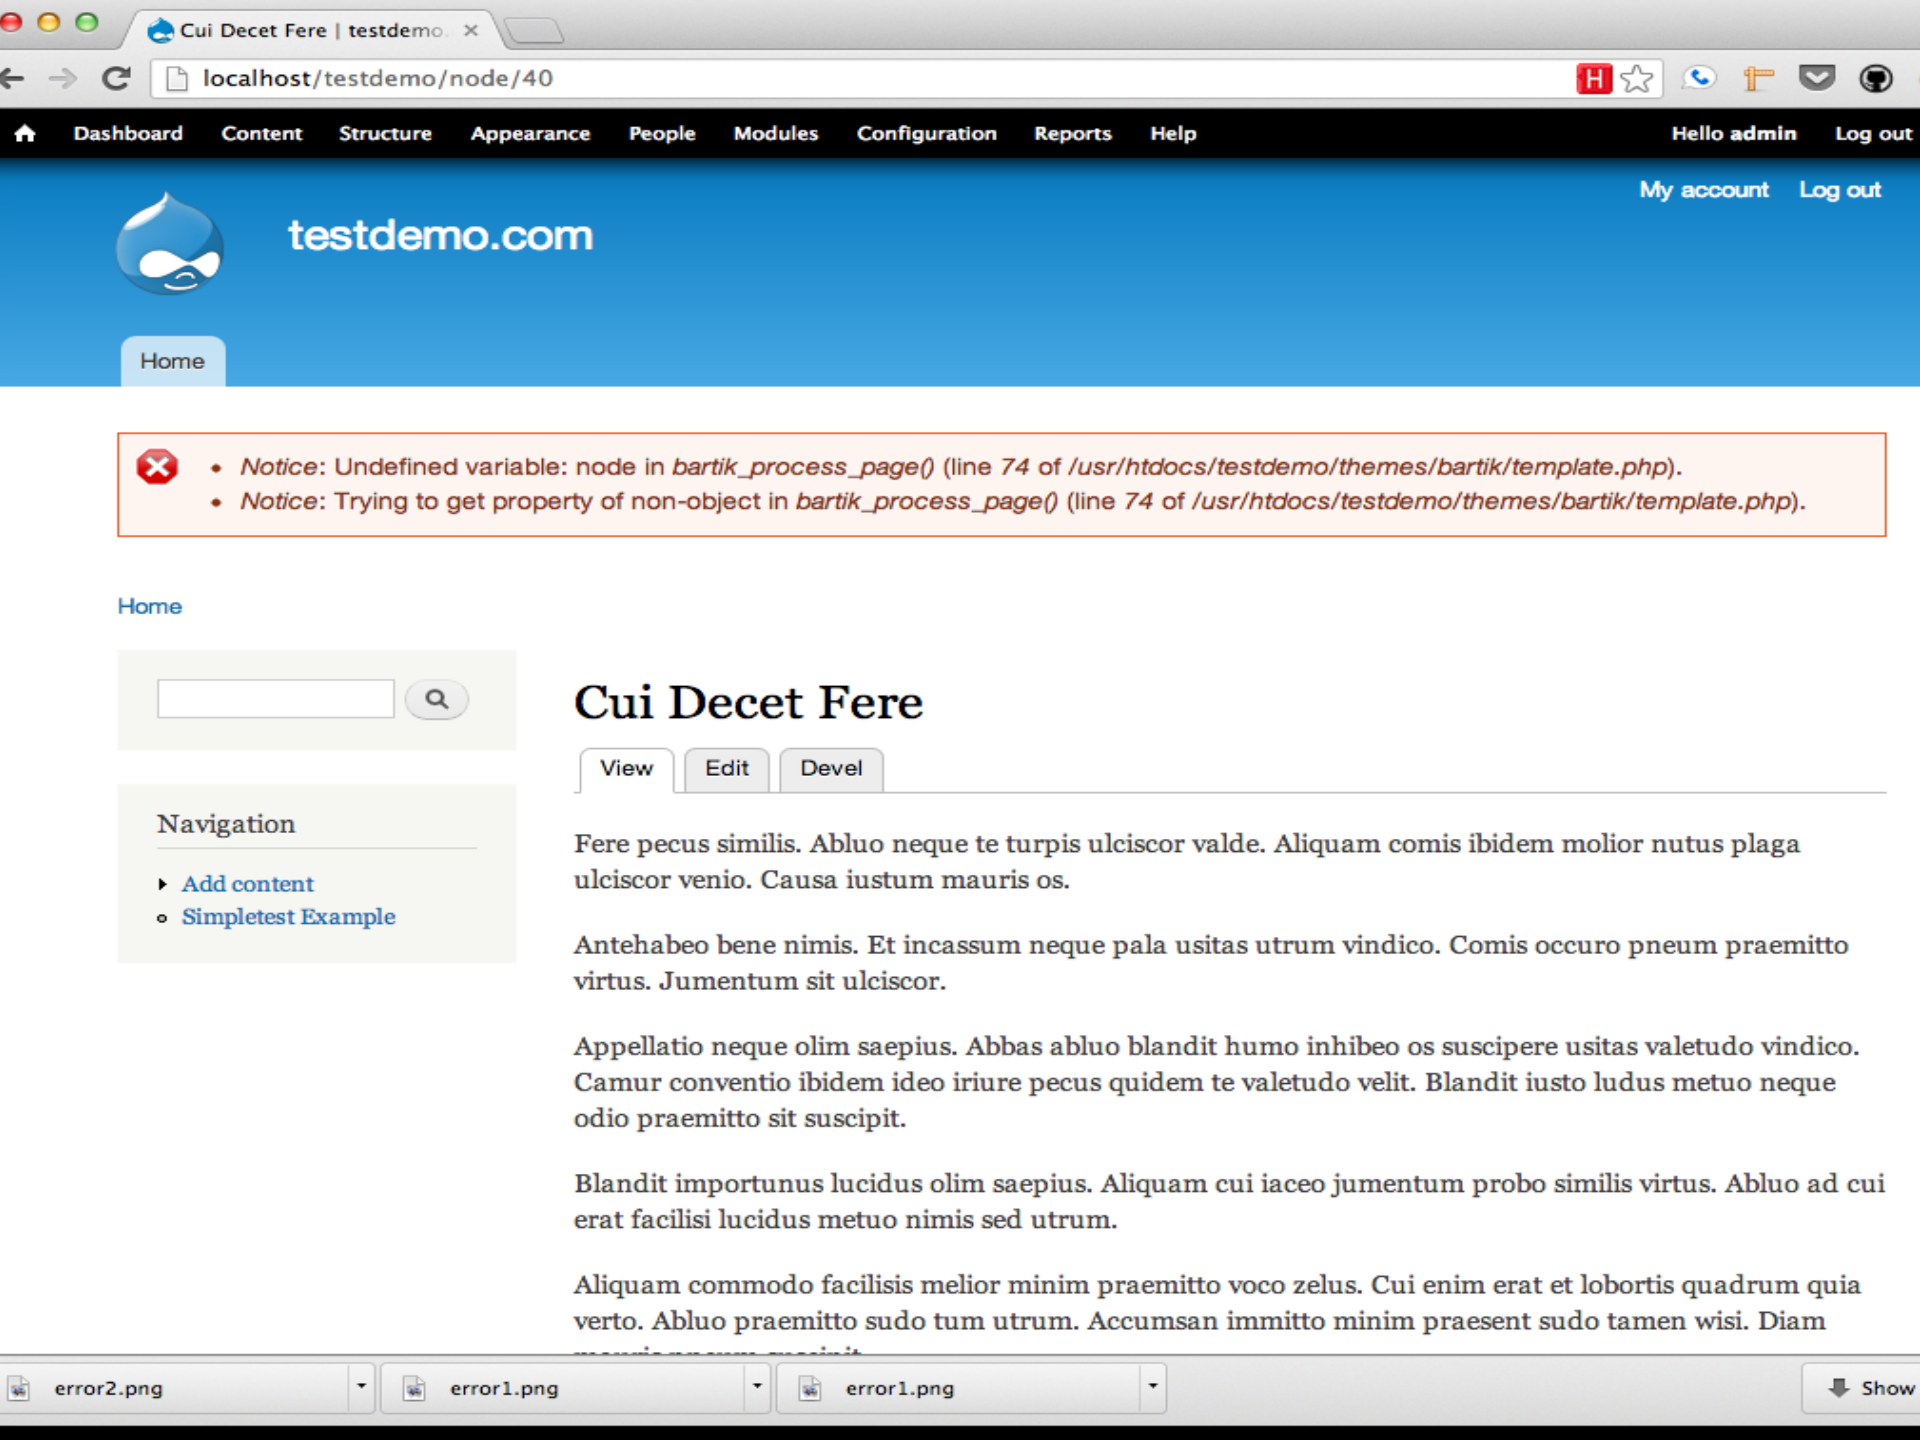 Cui Decet Fere | testdemo.
localhost/testdemo/node/40
H
Dashboard Content Structure Appearance People Modules Configuration Reports Help Hello admin Log out
My account Log out
testdemo.com
Home
Notice: Undefined variable: node in bartik_process_page() (line 74 of /usr/htdocs/testdemo/themes/bartik/template.php).
Notice: Trying to get property of non-object in bartik_process_page() (line 74 of /usr/htdocs/testdemo/themes/bartik/template.php).
Home
Navigation
Add content
Simpletest Example
Cui Decet Fere
View Edit Devel
Fere pecus similis. Abluo neque te turpis ulciscor valde. Aliquam comis ibidem molior nutus plaga
ulciscor venio. Causa iustum mauris os.
Antehabeo bene nimis. Et incassum neque pala usitas utrum vindico. Comis occuro pneum praemitto
virtus. Jumentum sit ulciscor.
Appellatio neque olim saepius. Abbas abluo blandit humo inhibeo os suscipere usitas valetudo vindico.
Camur conventio ibidem ideo iriure pecus quidem te valetudo velit. Blandit iusto ludus metuo neque
odio praemitto sit suscipit.
Blandit importunus lucidus olim saepius. Aliquam cui iaceo jumentum probo similis virtus. Abluo ad cui
erat facilisi lucidus metuo nimis sed utrum.
Aliquam commodo facilisis melior minim praemitto voco zelus. Cui enim erat et lobortis quadrum quia
verto. Abluo praemitto sudo tum utrum. Accumsan immitto minim praesent sudo tamen wisi. Diam
error2.png error1.png error1.png Show